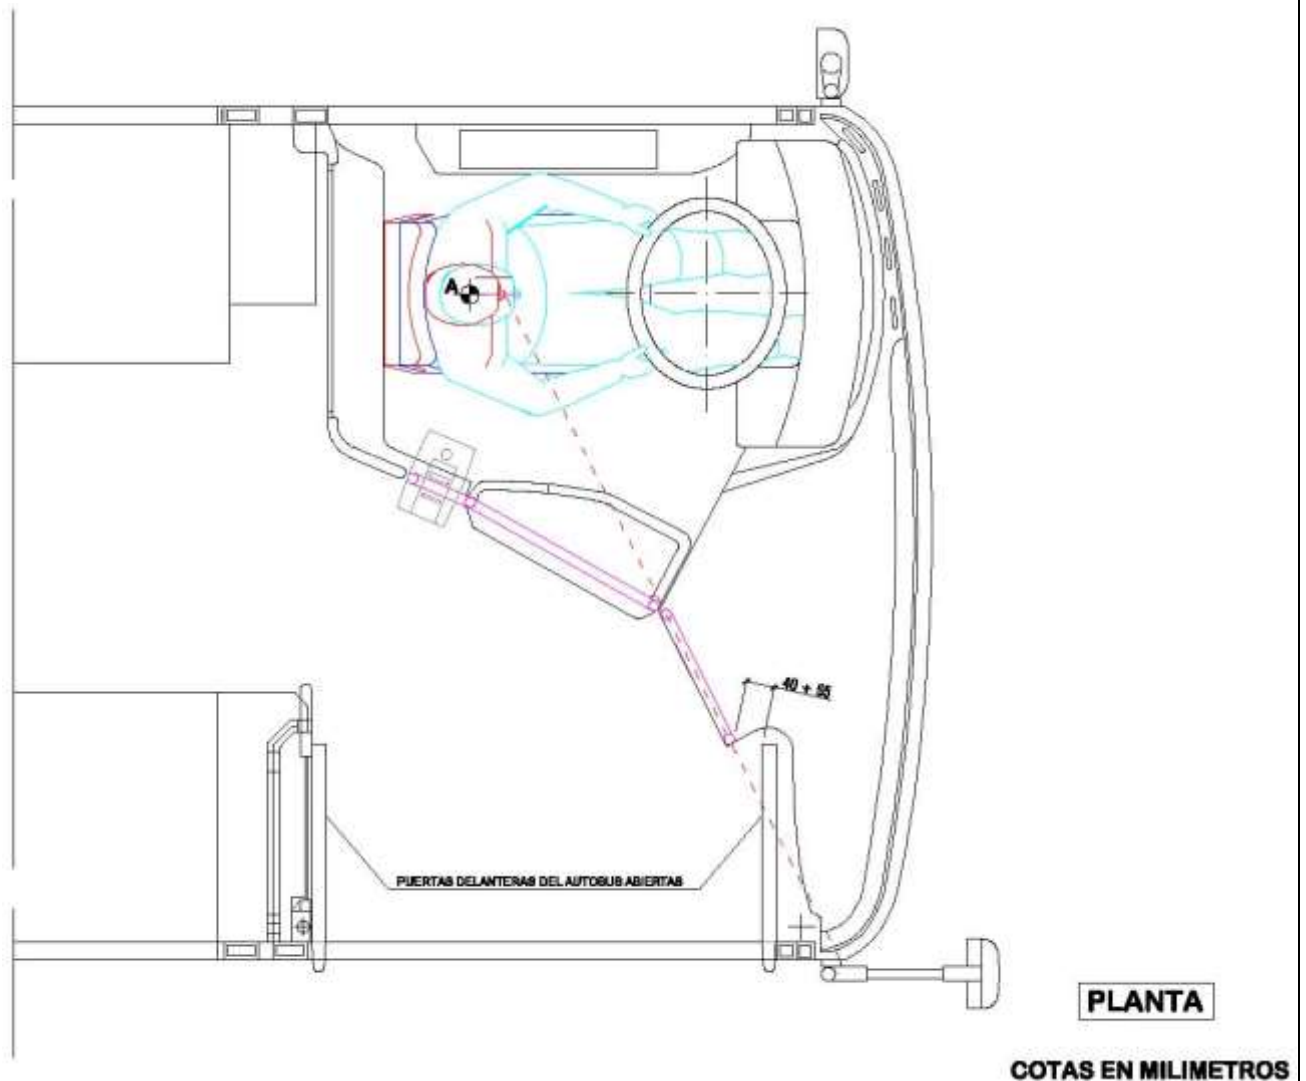 A
40 + 55
PUERTAS DELANTERAS DEL AUTOBUS ABIERTAS
PLANTA
COTAS EN MILIMETROS